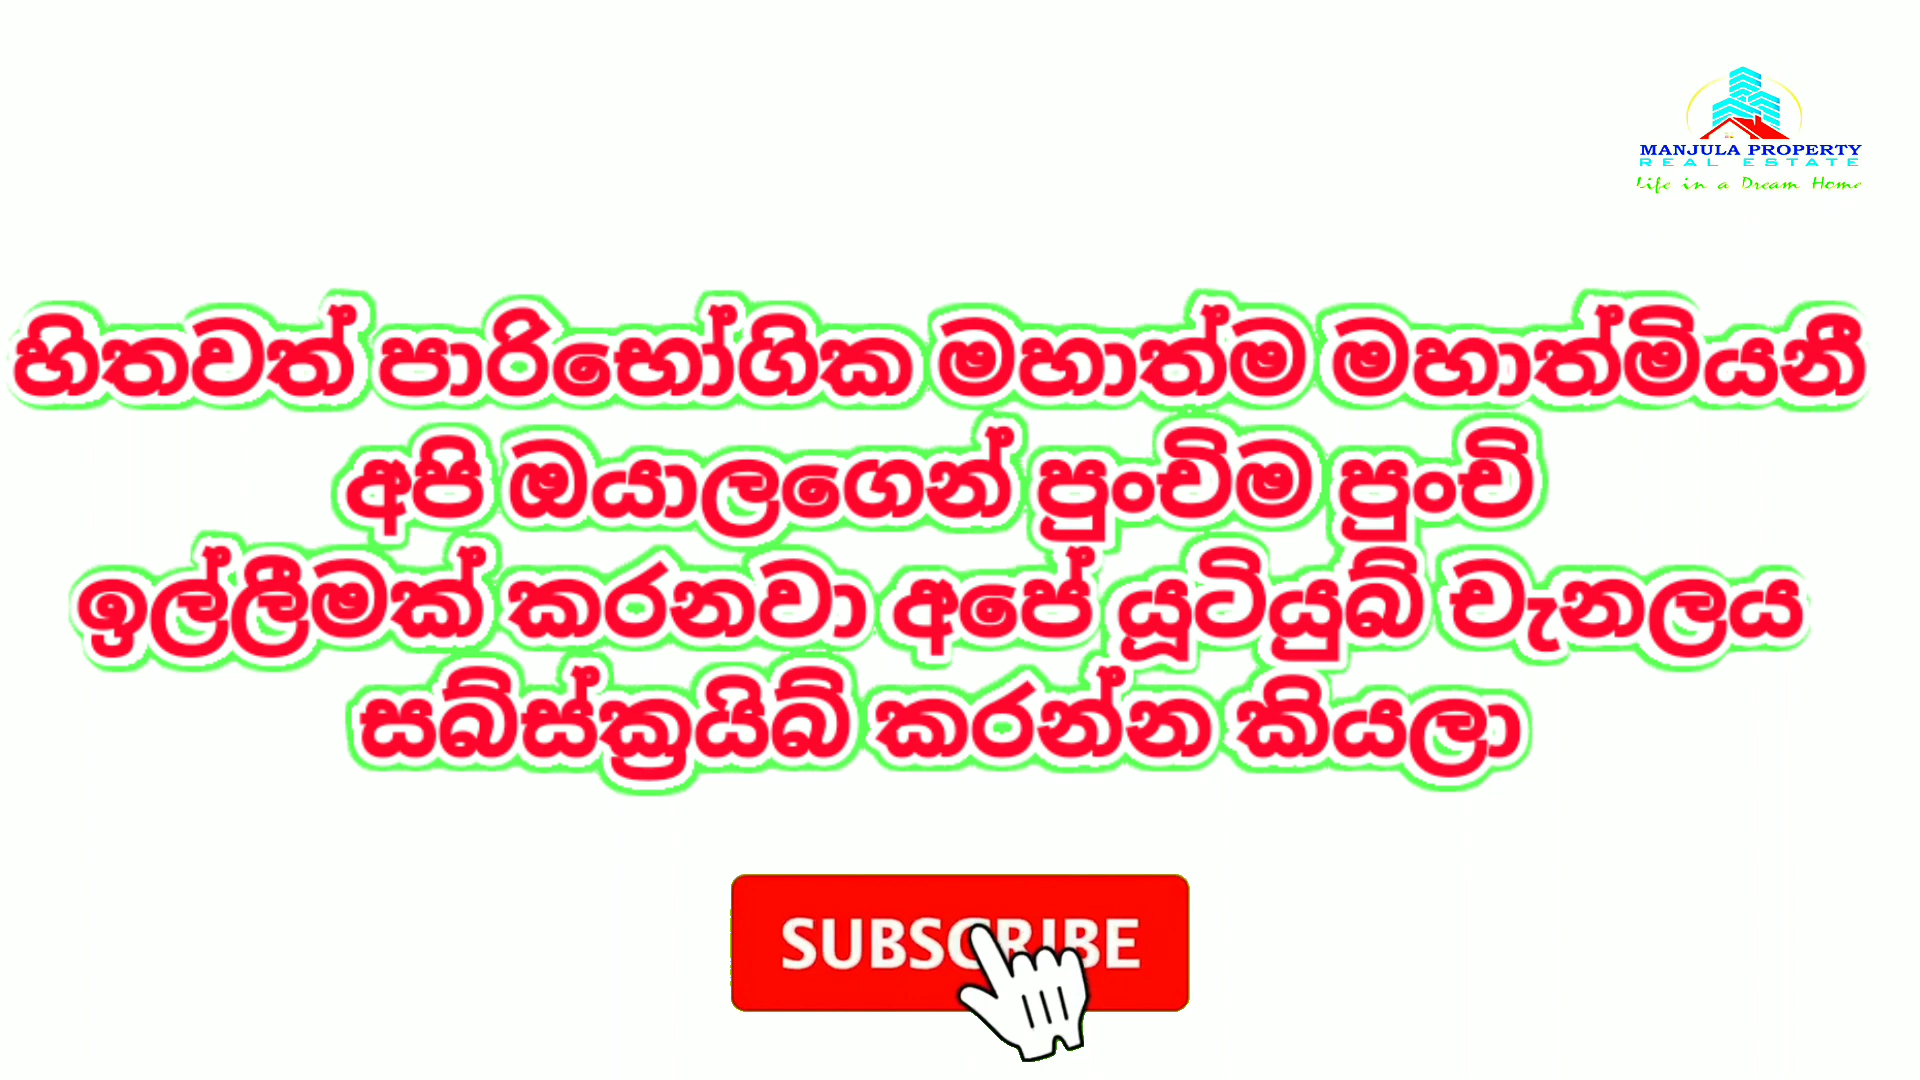 MANJULA PROPERTY
REAL ESTATE
Life in a Dream Home
හිතවත් පාරිභෝගික මහාත්ම මහාත්මියනී
අපි ඔයාලගෙන් පුංචිම පුංචි
ඉල්ලීමක් කරනවා අපේ යූටියුබ් චැනලය
සබ්ස්ක්‍රයිබ් කරන්න කියලා
SUBSCRIBE